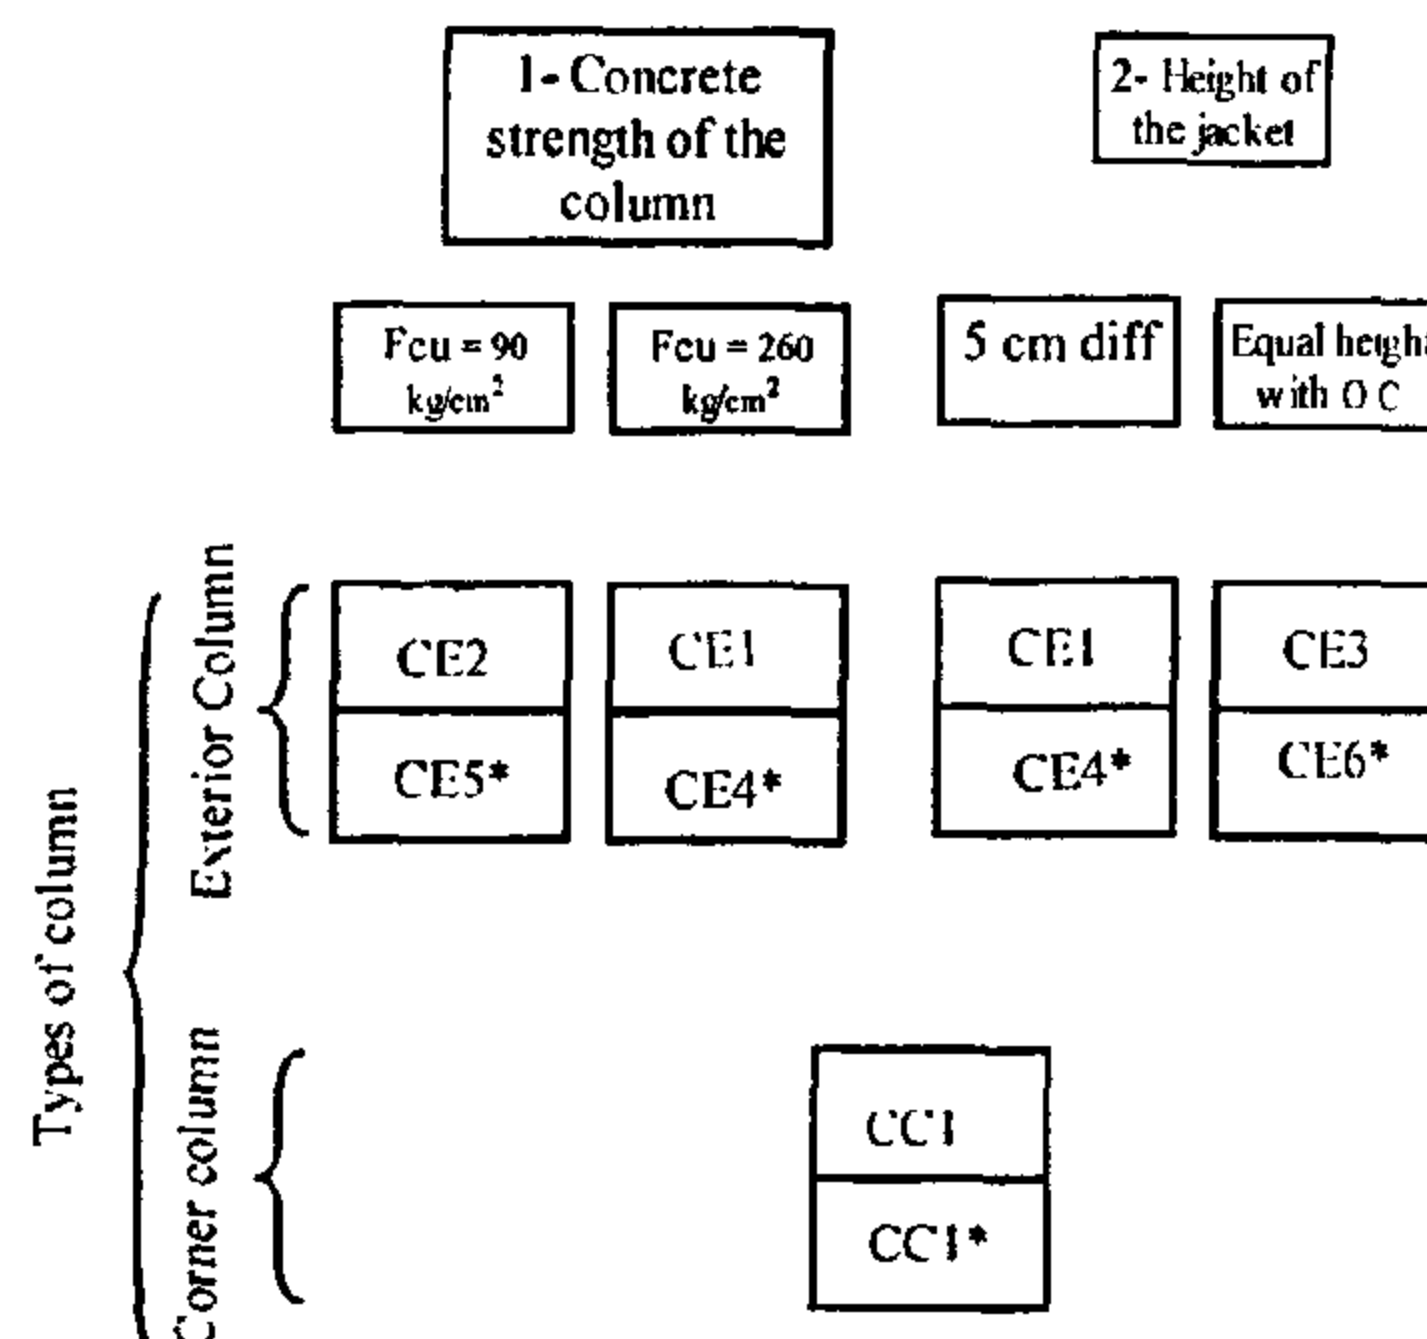 1- Concrete
strength of the
column
2- Height of
the jacket
Fcu = 90
kg/cm²
Fcu = 260
kg/cm²
5 cm diff
Equal height
with O C
Types of column
Exterior Column
CE2
CE1
CE1
CE3
CE5*
CE4*
CE4*
CE6*
Corner column
CC1
CC1*